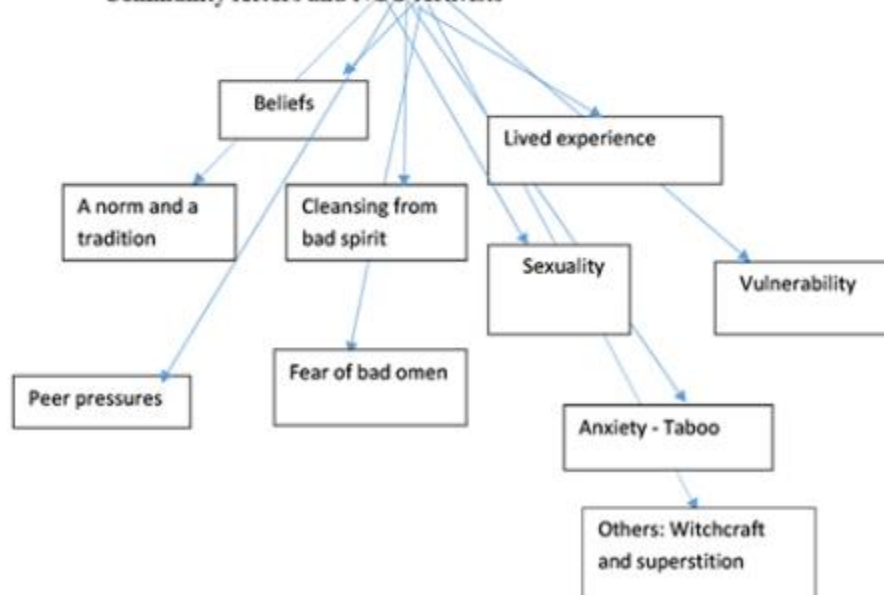 Beliefs
Lived experience
A norm and a
tradition
Cleansing from
bad spirit
Sexuality
Vulnerability
Fear of bad omen
Peer pressures
Anxiety - Taboo
Others: Witchcraft
and superstition